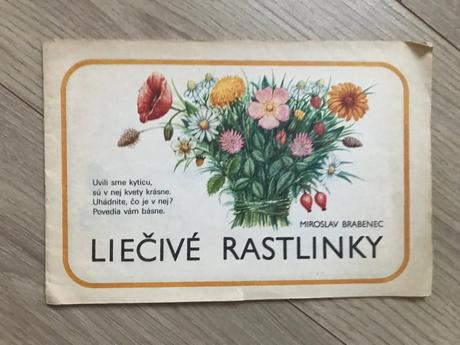 Uvili sme kyticu,
sú v nej kvety krásne.
Uhádnite, čo je v nej?
Povedia vám básne.
MIROSLAV BRABENEC
LIEČIVÉ RASTLINKY